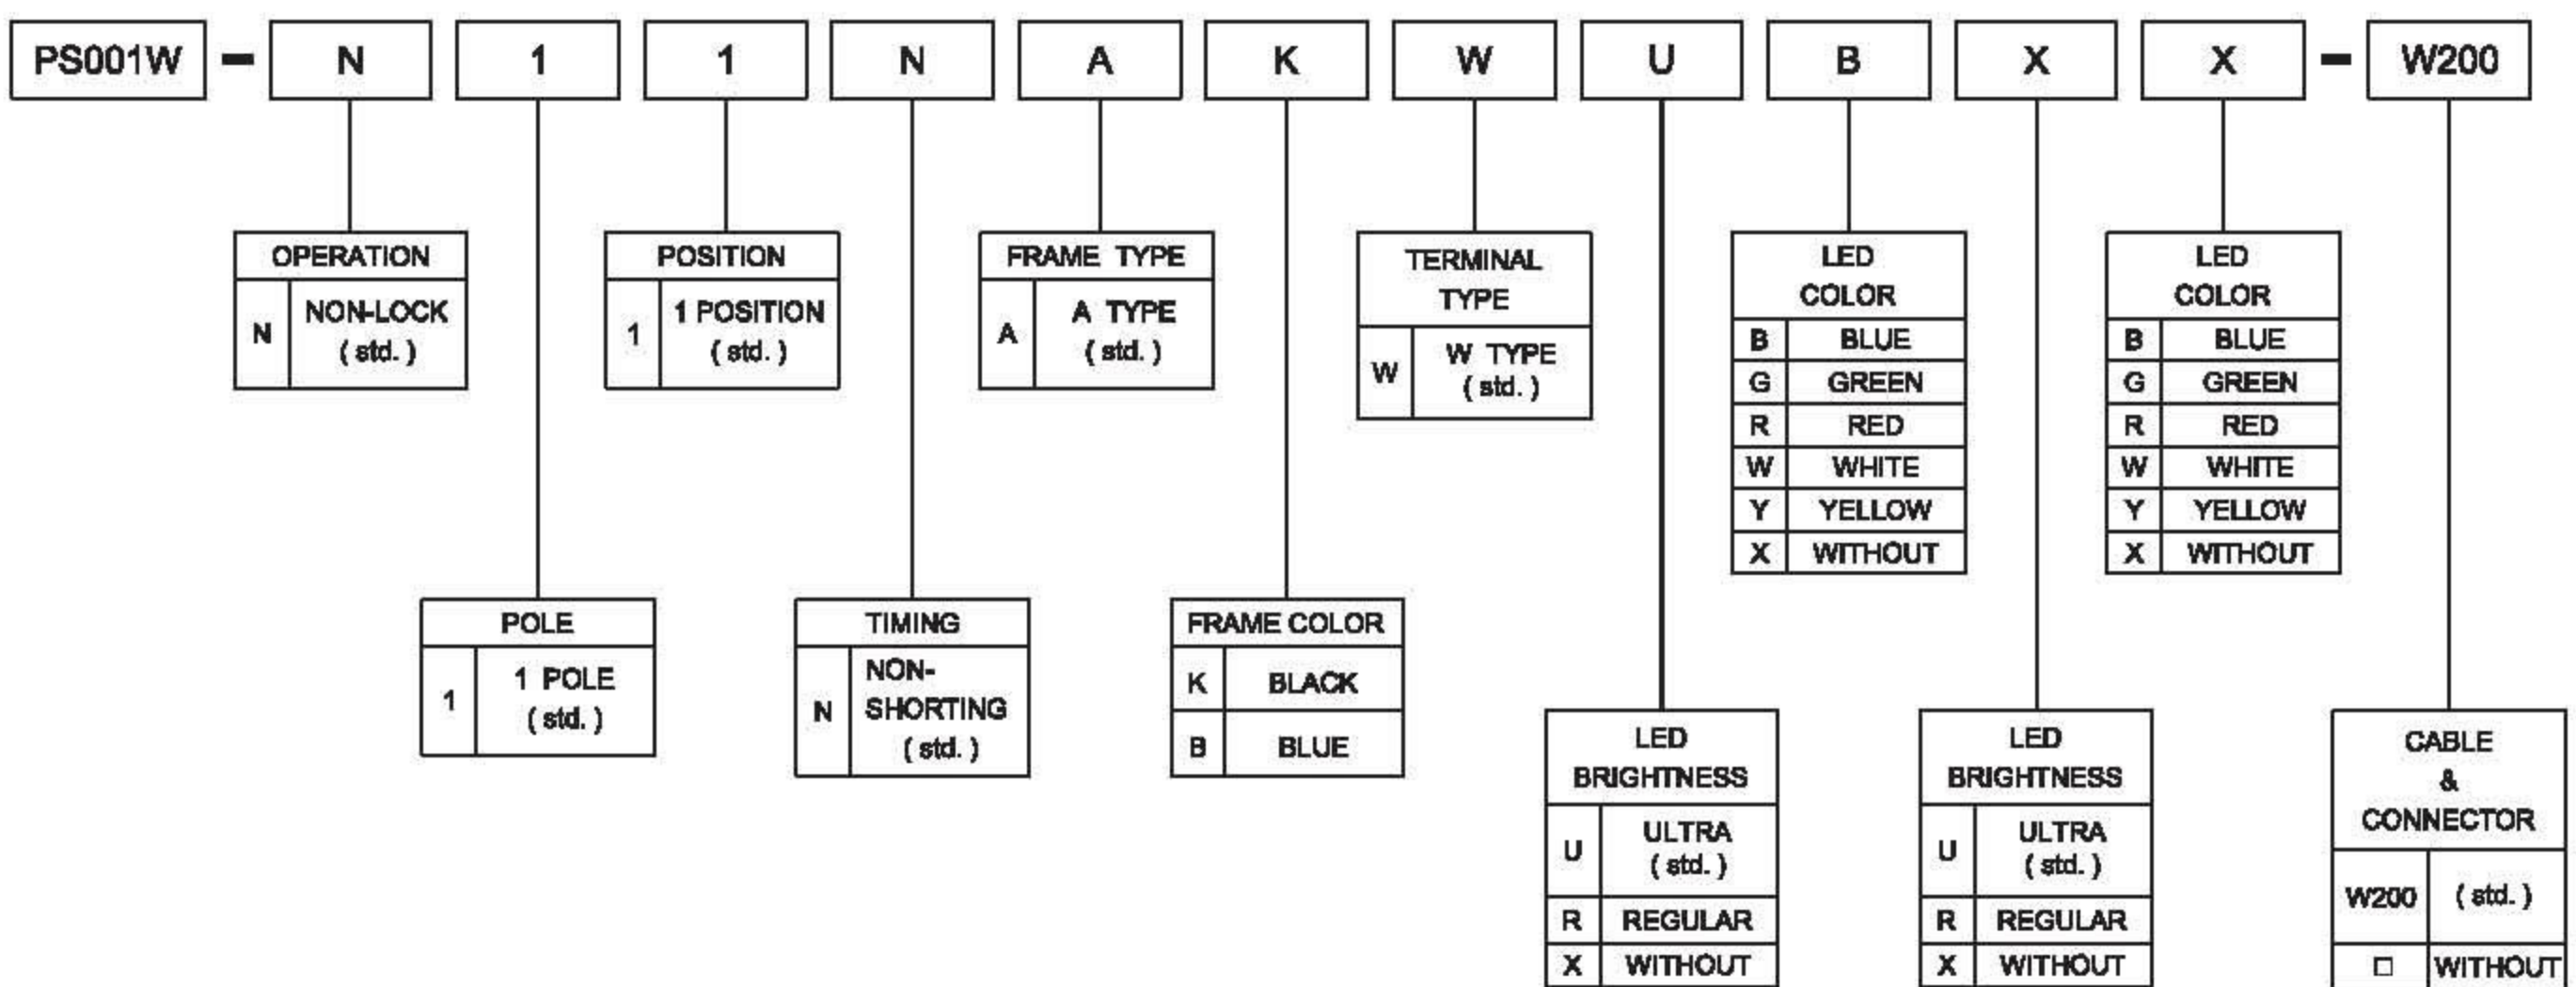 PS001W - N 1 1 N A K W U B X X - W200
OPERATION
N NON-LOCK
( std. )
POSITION
1 1 POSITION
( std. )
FRAME TYPE
A A TYPE
( std. )
TERMINAL
TYPE
W W TYPE
( std. )
LED
COLOR
B BLUE
G GREEN
R RED
W WHITE
Y YELLOW
X WITHOUT
LED
COLOR
B BLUE
G GREEN
R RED
W WHITE
Y YELLOW
X WITHOUT
POLE
1 1 POLE
( std. )
TIMING
N NON-
SHORTING
( std. )
FRAME COLOR
K BLACK
B BLUE
LED
BRIGHTNESS
U ULTRA
( std. )
R REGULAR
X WITHOUT
LED
BRIGHTNESS
U ULTRA
( std. )
R REGULAR
X WITHOUT
CABLE
&
CONNECTOR
W200 ( std. )
□ WITHOUT